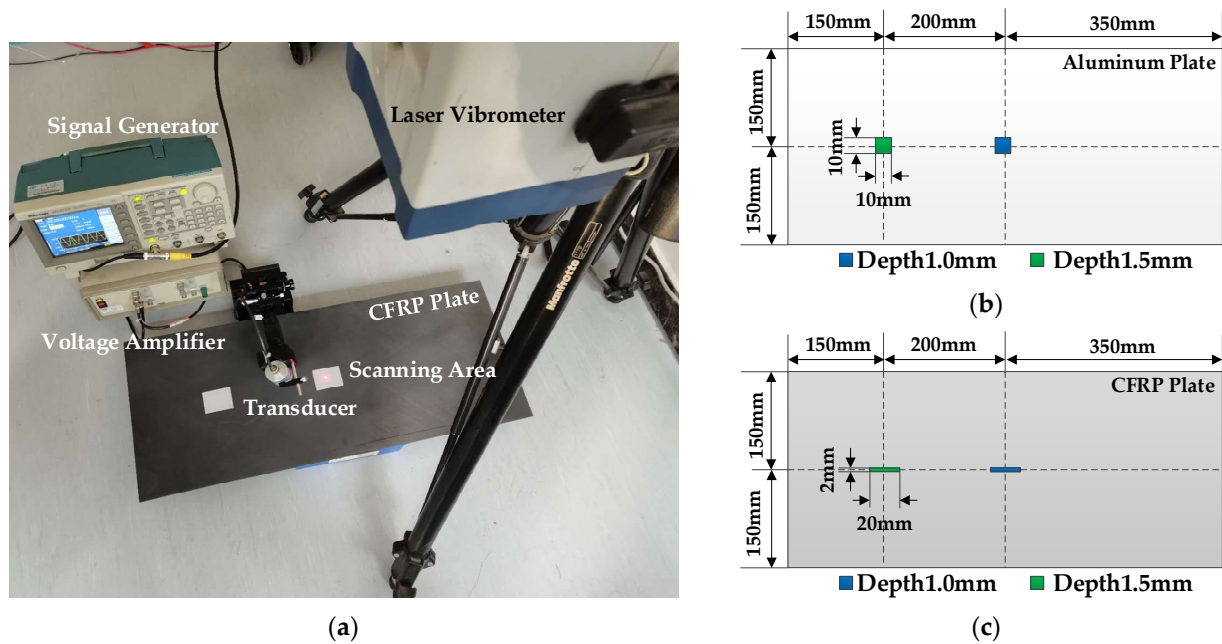 Signal Generator
Laser Vibrometer
Manfrotto
CFRP Plate
Voltage Amplifier
Scanning Area
Transducer
(a)
150mm
200mm
350mm
Aluminum Plate
150mm
10mm
10mm
150mm
Depth1.0mm
Depth1.5mm
(b)
150mm
200mm
350mm
CFRP Plate
150mm
2mm
20mm
150mm
Depth1.0mm
Depth1.5mm
(c)